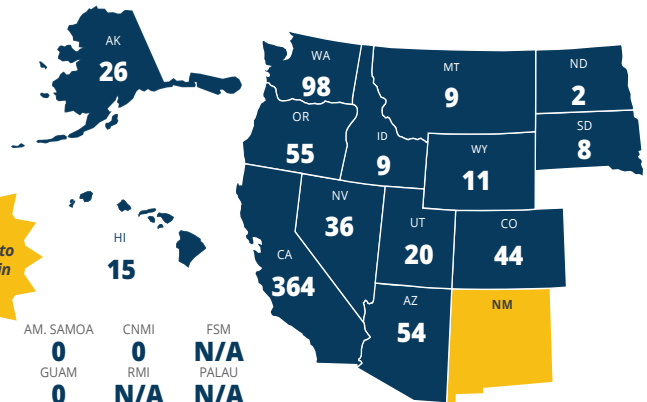 AK
26
WA
98
MT
9
ND
2
OR
55
ID
9
SD
8
WY
11
NV
36
UT
20
CO
44
HI
15
CA
364
AZ
54
NM
to
in
AM. SAMOA CNMI FSM
0 0 N/A
GUAM RMI PALAU
0 N/A N/A